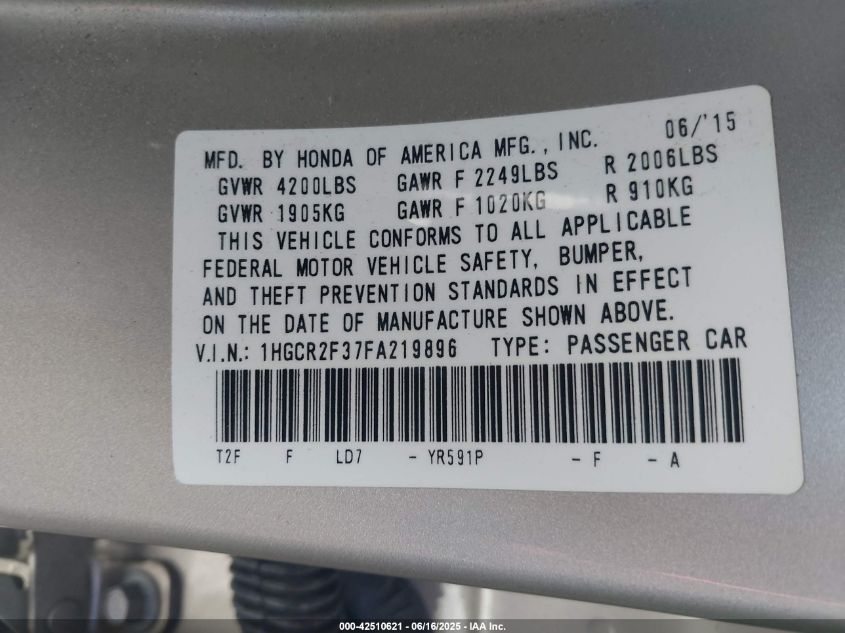 06/'15
MFD. BY HONDA OF AMERICA MFG., INC.
GVWR 4200LBS GAWR F 2249LBS R 2006LBS
GVWR 1905KG GAWR F 1020KG R 910KG
THIS VEHICLE CONFORMS TO ALL APPLICABLE
FEDERAL MOTOR VEHICLE SAFETY, BUMPER,
AND THEFT PREVENTION STANDARDS IN EFFECT
ON THE DATE OF MANUFACTURE SHOWN ABOVE.
V.I.N.: 1HGCR2F37FA219896 TYPE: PASSENGER CAR
T2F F LD7 - YR591P - F - A
000-42510621 - 06/16/2025 - IAA Inc.